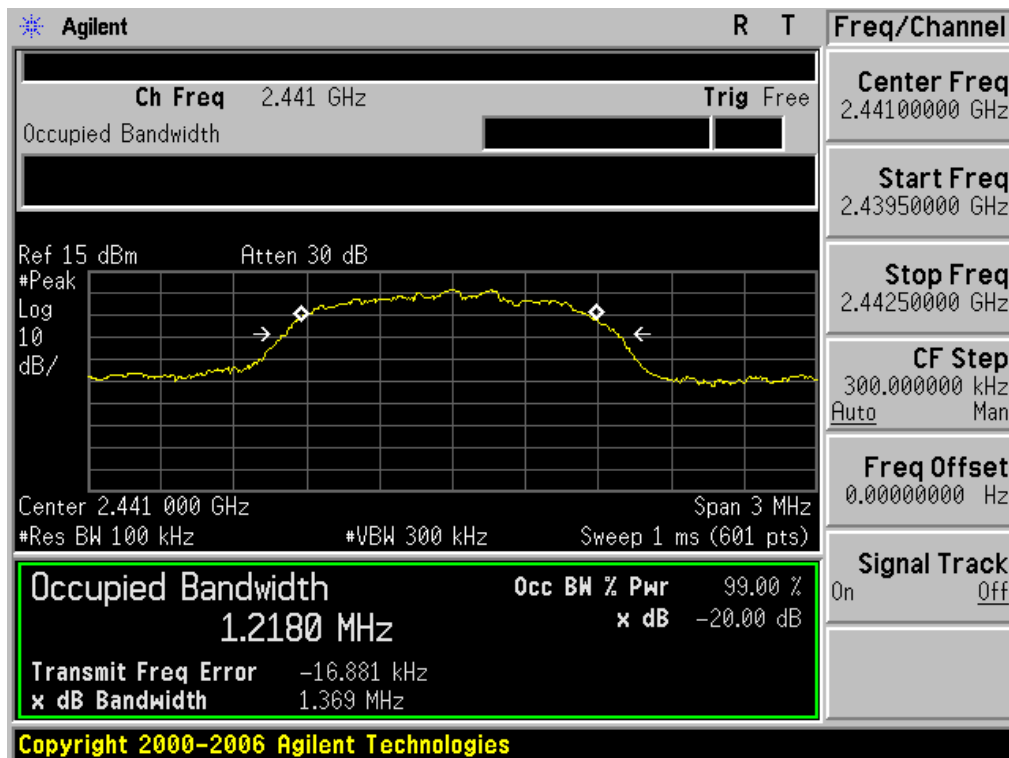 Agilent R T
Ch Freq 2.441 GHz Trig Free
Occupied Bandwidth
Ref 15 dBm Atten 30 dB
#Peak
Log
10
dB/
Center 2.441 000 GHz Span 3 MHz
#Res BW 100 kHz #VBW 300 kHz Sweep 1 ms (601 pts)
Occupied Bandwidth
1.2180 MHz
Occ BW % Pwr 99.00 %
x dB -20.00 dB
Transmit Freq Error -16.881 kHz
x dB Bandwidth 1.369 MHz
Copyright 2000-2006 Agilent Technologies
Freq/Channel
Center Freq
2.44100000 GHz
Start Freq
2.43950000 GHz
Stop Freq
2.44250000 GHz
CF Step
300.000000 kHz
Auto Man
Freq Offset
0.00000000 Hz
Signal Track
On Off